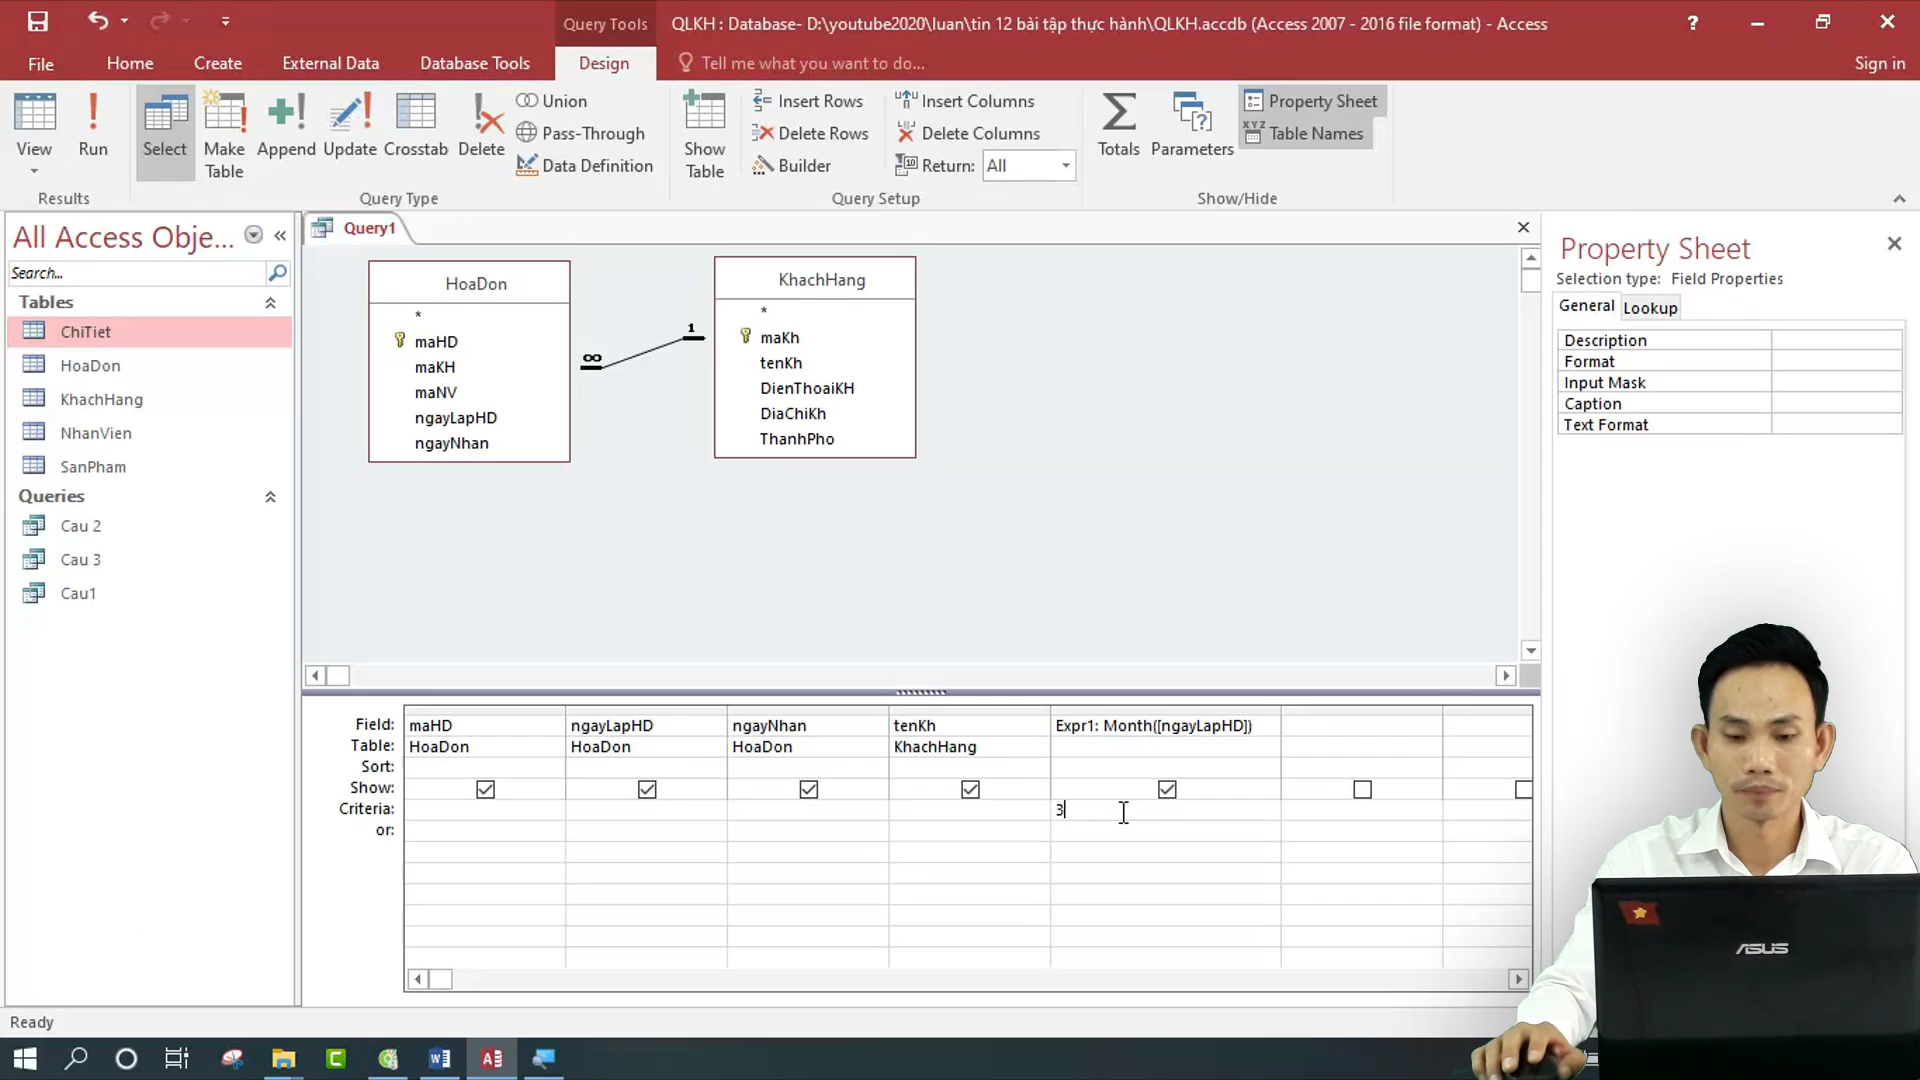 Query Tools
QLKH : Database- D:\youtube2020\luan\tin 12 bài tập thực hành\QLKH.accdb (Access 2007 - 2016 file format) - Access
?
File
Home
Create
External Data
Database Tools
Design
Tell me what you want to do...
Sign in
View
Run
Select
Make Table
Append
Update
Crosstab
Delete
Union
Pass-Through
Data Definition
Show Table
Insert Rows
Delete Rows
Builder
Insert Columns
Delete Columns
Return: All
Totals
Parameters
Property Sheet
Table Names
Results
Query Type
Query Setup
Show/Hide
All Access Obje...
Search...
Tables
ChiTiet
HoaDon
KhachHang
NhanVien
SanPham
Queries
Cau 2
Cau 3
Cau1
Query1
HoaDon
*
maHD
maKH
maNV
ngayLapHD
ngayNhan
∞
1
KhachHang
*
maKh
tenKh
DienThoaiKH
DiaChiKh
ThanhPho
Property Sheet
Selection type: Field Properties
General
Lookup
Description
Format
Input Mask
Caption
Text Format
Field: maHD ngayLapHD ngayNhan tenKh Expr1: Month([ngayLapHD])
Table: HoaDon HoaDon HoaDon KhachHang
Sort:
Show:
Criteria: 3
or:
ASUS
Ready